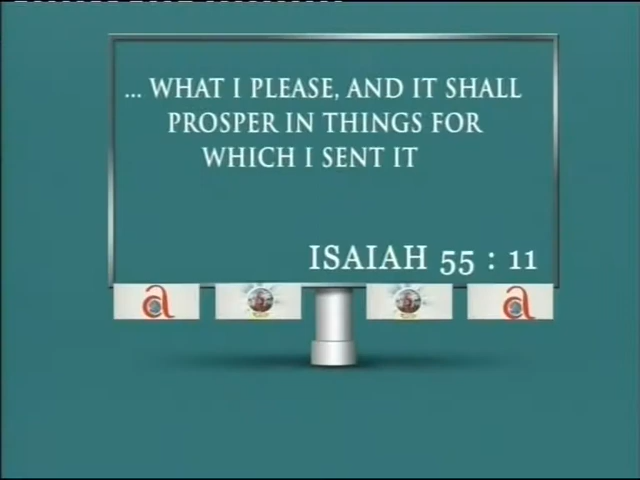 ... WHAT I PLEASE, AND IT SHALL
PROSPER IN THINGS FOR
WHICH I SENT IT
ISAIAH 55 : 11
a
a